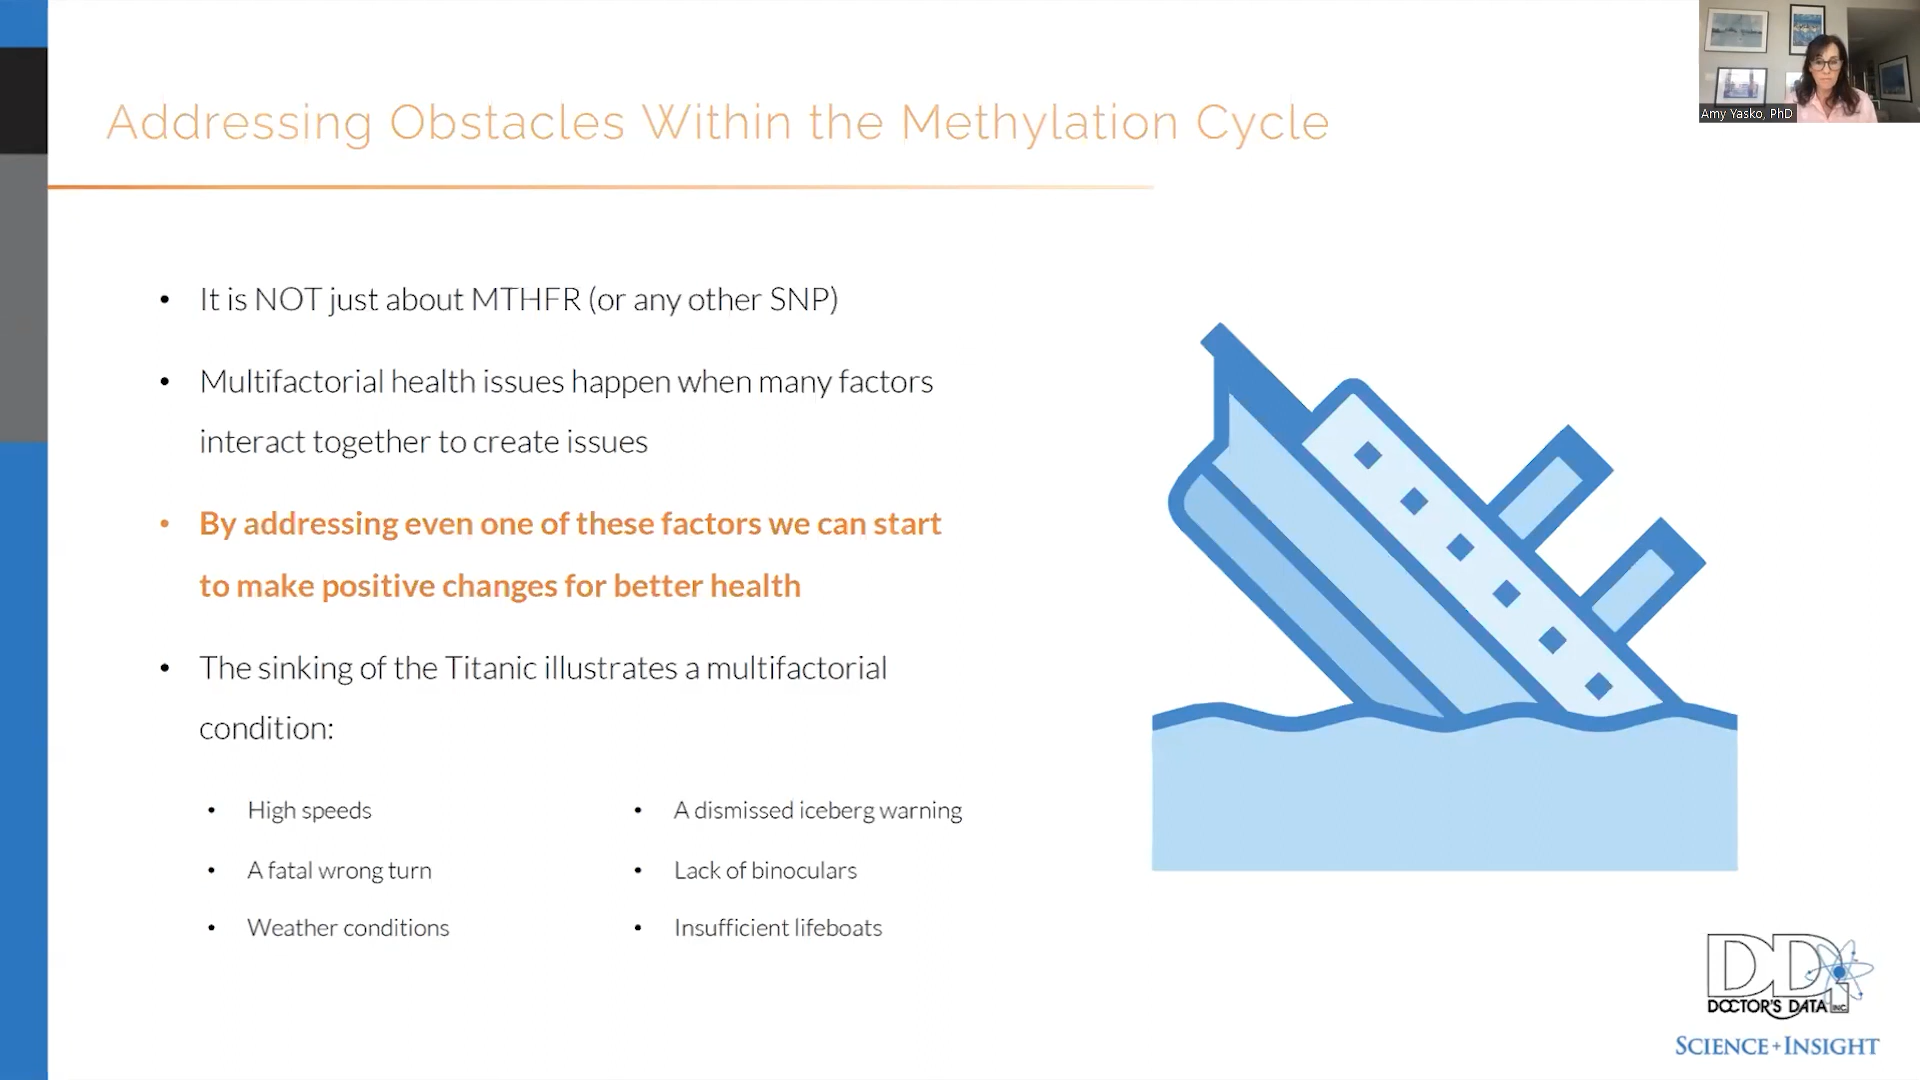 Amy Yasko, PhD
Addressing Obstacles Within the Methylation Cycle
It is NOT just about MTHFR (or any other SNP)
Multifactorial health issues happen when many factors
interact together to create issues
By addressing even one of these factors we can start
to make positive changes for better health
The sinking of the Titanic illustrates a multifactorial
condition:
High speeds
A fatal wrong turn
Weather conditions
A dismissed iceberg warning
Lack of binoculars
Insufficient lifeboats
DDI
DOCTOR'S DATA INC.
SCIENCE + INSIGHT